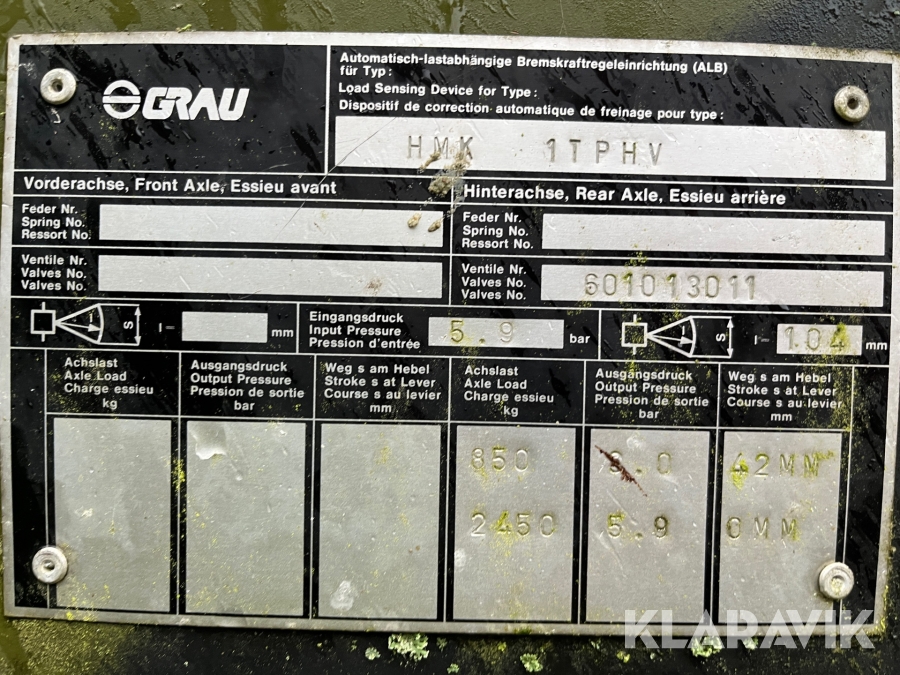 GRAU
Automatisch-lastabhängige Bremskraftregeleinrichtung (ALB)
für Typ:
Load Sensing Device for Type:
Dispositif de correction automatique de freinage pour type:
HMK 1TPHV
Vorderachse, Front Axle, Essieu avant
Hinterachse, Rear Axle, Essieu arrière
Feder Nr.
Spring No.
Ressort No.
Feder Nr.
Spring No.
Ressort No.
Ventile Nr.
Valves No.
Valves No.
Ventile Nr.
Valves No.
Valves No.
601013011
S
l= mm
Eingangsdruck
Input Pressure
Pression d'entrée
5.9 bar
S
l= 104 mm
Achslast
Axle Load
Charge essieu
kg
Ausgangsdruck
Output Pressure
Pression de sortie
bar
Weg s am Hebel
Stroke s at Lever
Course s au levier
mm
Achslast
Axle Load
Charge essieu
kg
Ausgangsdruck
Output Pressure
Pression de sortie
bar
Weg s am Hebel
Stroke s at Lever
Course s au levier
mm
850 .0 42MM
2450 5.9 0MM
KLARAVIK